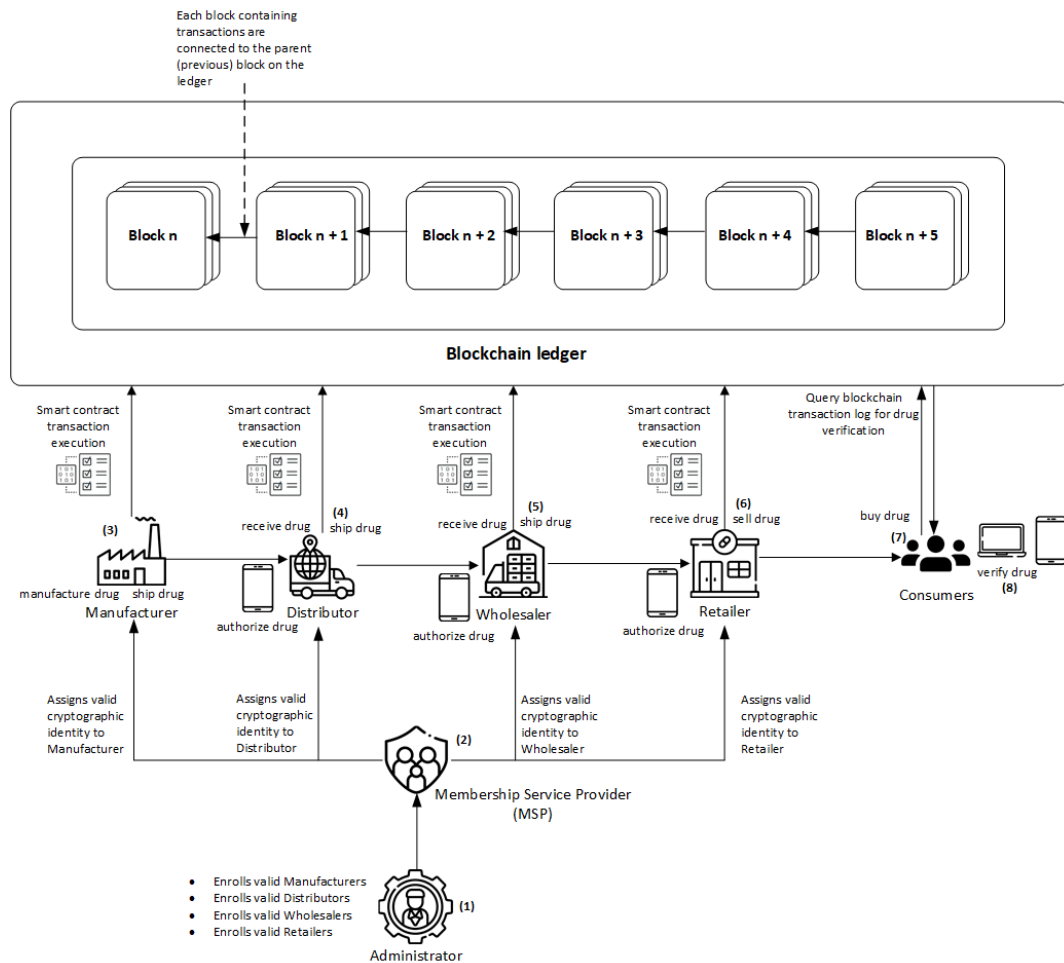 Each block containing
transactions are
connected to the parent
(previous) block on the
ledger
Block n
Block n + 1
Block n + 2
Block n + 3
Block n + 4
Block n + 5
Blockchain ledger
Smart contract
transaction
execution
Smart contract
transaction
execution
Smart contract
transaction
execution
Smart contract
transaction
execution
Query blockchain
transaction log for drug
verification
(3)
manufacture drug
ship drug
Manufacturer
receive drug
(4)
ship drug
authorize drug
Distributor
receive drug
(5)
ship drug
authorize drug
Wholesaler
receive drug
(6)
sell drug
authorize drug
Retailer
buy drug
(7)
Consumers
verify drug
(8)
Assigns valid
cryptographic
identity to
Manufacturer
Assigns valid
cryptographic
identity to
Distributor
Assigns valid
cryptographic
identity to
Wholesaler
Assigns valid
cryptographic
identity to
Retailer
(2)
Membership Service Provider
(MSP)
• Enrolls valid Manufacturers
• Enrolls valid Distributors
• Enrolls valid Wholesalers
• Enrolls valid Retailers
(1)
Administrator